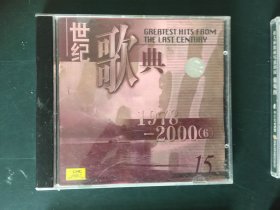 世纪
歌典
GREATEST HITS FROM
THE LAST CENTURY
1978
—2000(6)
15